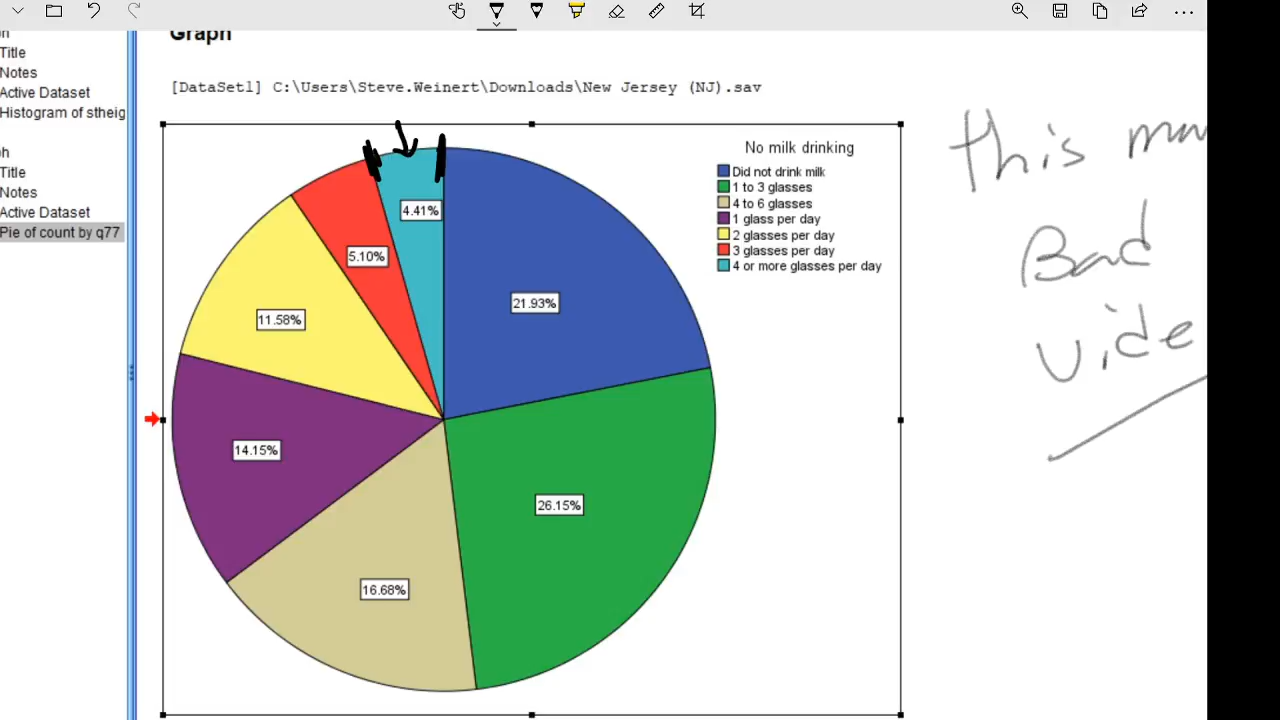 Graph
Title
Notes
Active Dataset
Histogram of stheig
Title
Notes
Active Dataset
Pie of count by q77
[DataSet1] C:\Users\Steve.Weinert\Downloads\New Jersey (NJ).sav
No milk drinking
Did not drink milk
1 to 3 glasses
4 to 6 glasses
1 glass per day
2 glasses per day
3 glasses per day
4 or more glasses per day
4.41%
5.10%
21.93%
11.58%
14.15%
26.15%
16.68%
this
Bad
vide